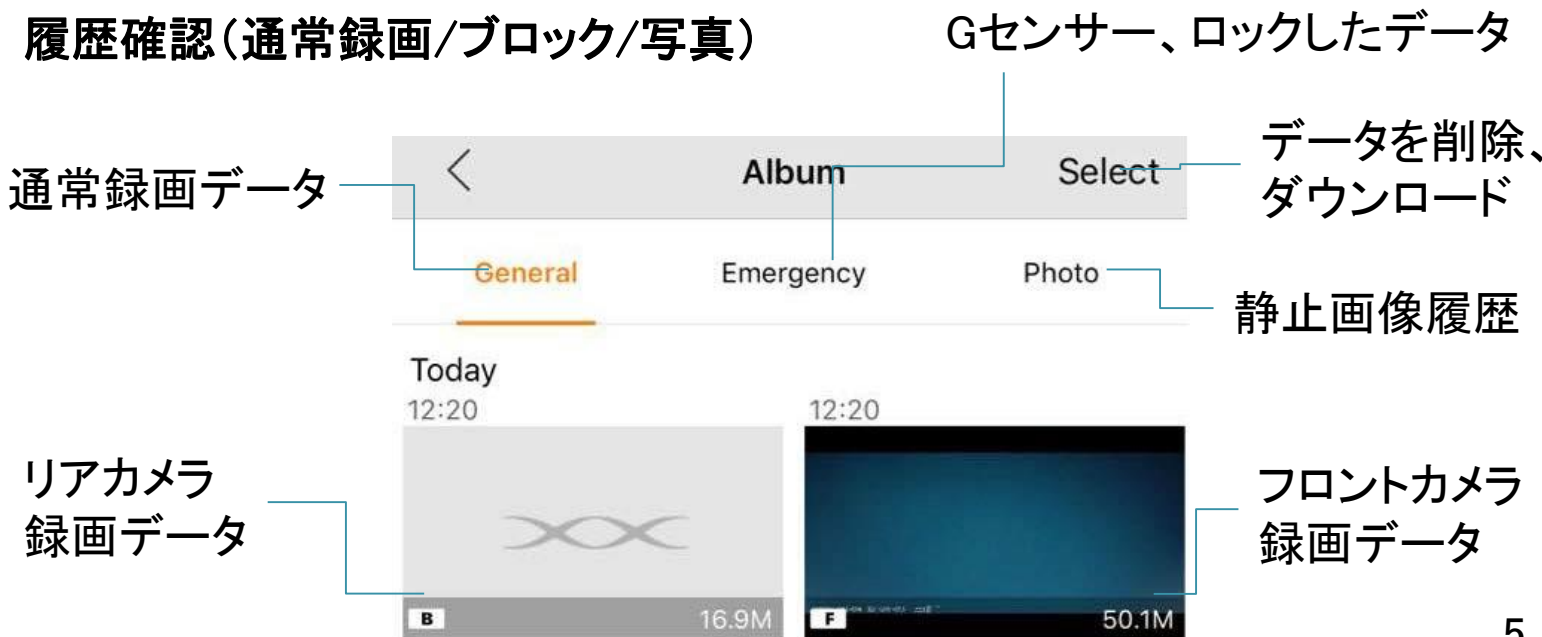 履歴確認（通常録画/ブロック/写真）
Gセンサー、ロックしたデータ
データを削除、
ダウンロード
通常録画データ
Album
Select
General
Emergency
Photo
静止画像履歴
Today
12:20
12:20
リアカメラ
録画データ
フロントカメラ
録画データ
B
16.9M
F
50.1M
5